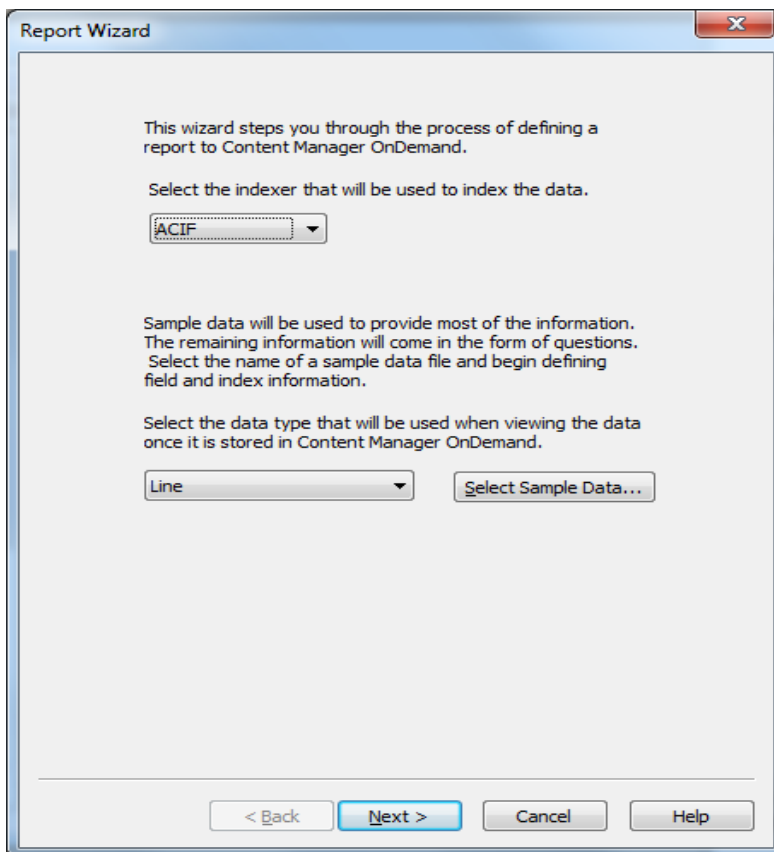 Report Wizard
This wizard steps you through the process of defining a
report to Content Manager OnDemand.
Select the indexer that will be used to index the data.
ACIF
Sample data will be used to provide most of the information.
The remaining information will come in the form of questions.
Select the name of a sample data file and begin defining
field and index information.
Select the data type that will be used when viewing the data
once it is stored in Content Manager OnDemand.
Line
Select Sample Data...
< Back
Next >
Cancel
Help